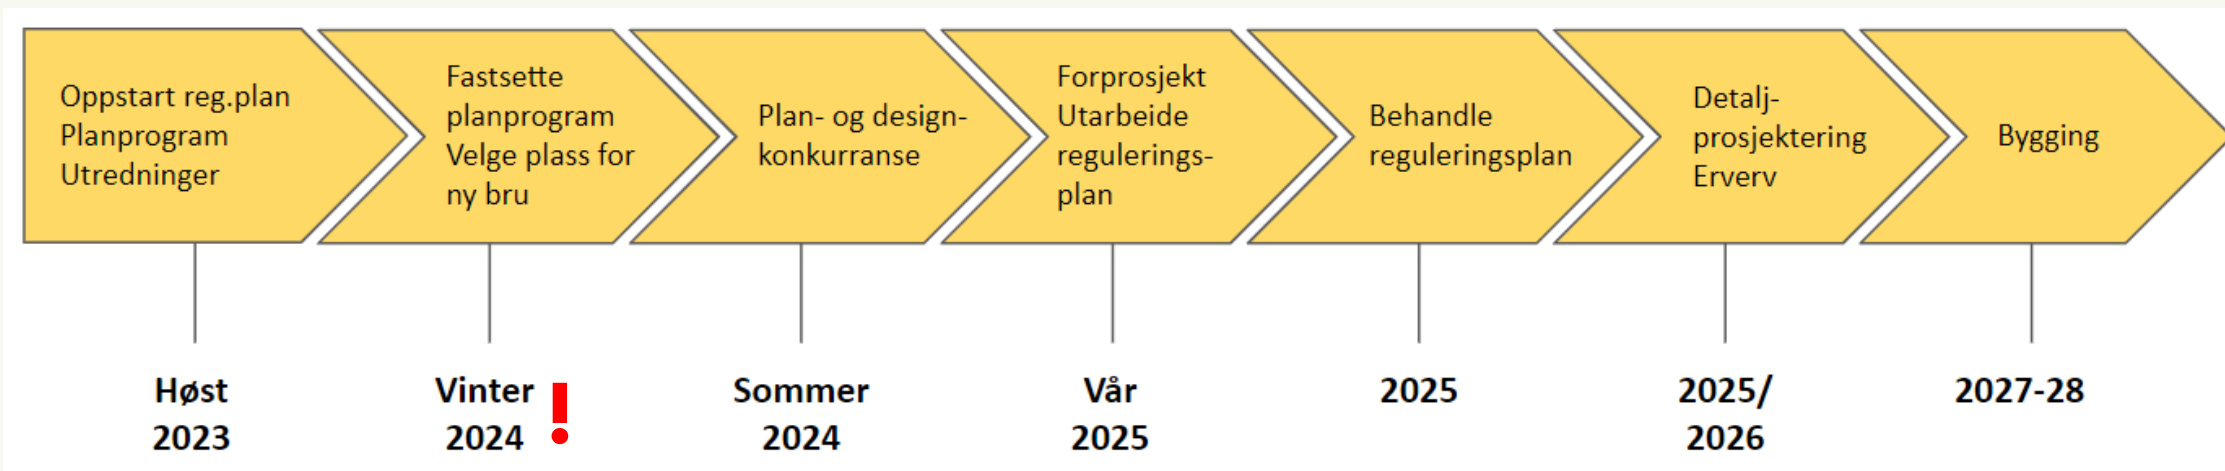 Oppstart reg.plan
Planprogram
Utredninger
Fastsette
planprogram
Velge plass for
ny bru
Plan- og design-
konkurranse
Forprosjekt
Utarbeide
regulerings-
plan
Behandle
reguleringsplan
Detalj-
prosjektering
Erverv
Bygging
Høst
2023
Vinter
2024
!
Sommer
2024
Vår
2025
2025
2025/
2026
2027-28